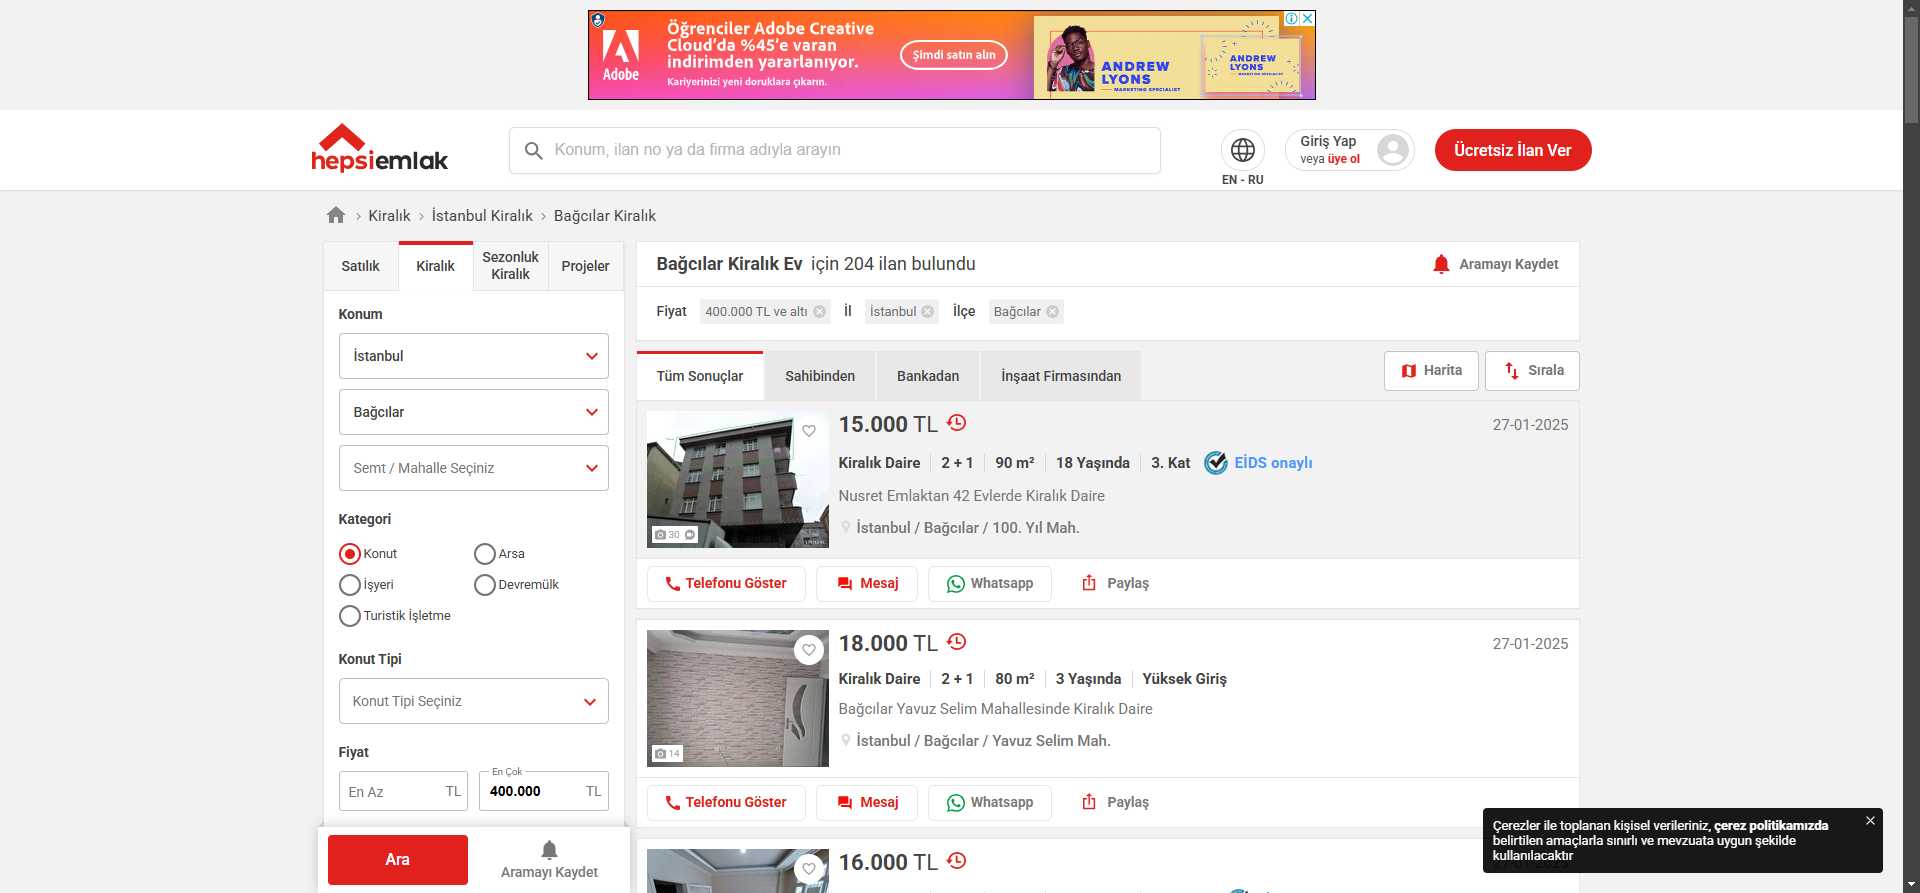 Öğrenciler Adobe Creative
Cloud'da %45'e varan
indirimden yararlanıyor.
Kariyerinizi yeni doruklara çıkarın.
Adobe
Şimdi satın alın
ANDREW
LYONS
MARKETING SPECIALIST
ANDREW
LYONS
MARKETING SPECIALIST
hepsiemlak
Konum, ilan no ya da firma adıyla arayın
EN - RU
Giriş Yap
veya üye ol
Ücretsiz İlan Ver
Kiralık › İstanbul Kiralık › Bağcılar Kiralık
Satılık
Kiralık
Sezonluk
Kiralık
Projeler
Konum
İstanbul
Bağcılar
Semt / Mahalle Seçiniz
Kategori
Konut
Arsa
İşyeri
Devremülk
Turistik İşletme
Konut Tipi
Konut Tipi Seçiniz
Fiyat
En Az TL
En Çok
400.000 TL
Ara
Aramayı Kaydet
Bağcılar Kiralık Ev için 204 ilan bulundu
Aramayı Kaydet
Fiyat 400.000 TL ve altı İl İstanbul İlçe Bağcılar
Tüm Sonuçlar
Sahibinden
Bankadan
İnşaat Firmasından
Harita
Sırala
30
15.000 TL
27-01-2025
Kiralık Daire 2 + 1 90 m² 18 Yaşında 3. Kat EİDS onaylı
Nusret Emlaktan 42 Evlerde Kiralık Daire
İstanbul / Bağcılar / 100. Yıl Mah.
Telefonu Göster
Mesaj
Whatsapp
Paylaş
14
18.000 TL
27-01-2025
Kiralık Daire 2 + 1 80 m² 3 Yaşında Yüksek Giriş
Bağcılar Yavuz Selim Mahallesinde Kiralık Daire
İstanbul / Bağcılar / Yavuz Selim Mah.
Telefonu Göster
Mesaj
Whatsapp
Paylaş
16.000 TL
Çerezler ile toplanan kişisel verileriniz, çerez politikamızda
belirtilen amaçlarla sınırlı ve mevzuata uygun şekilde
kullanılacaktır